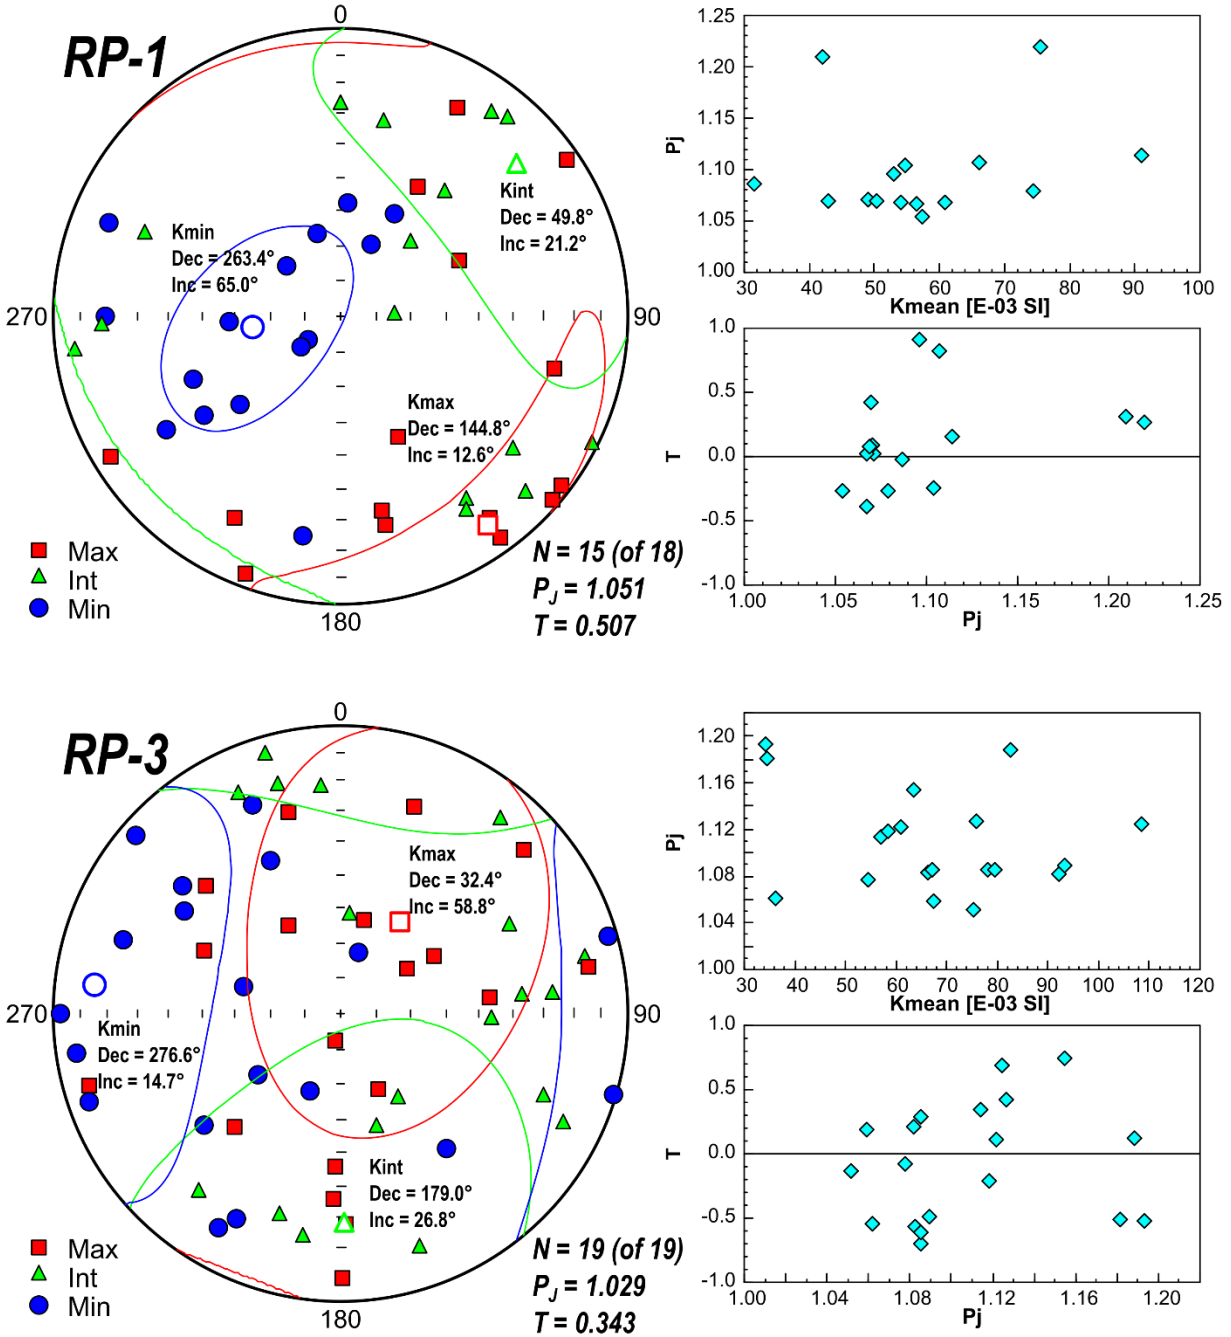 RP-1
0
90
180
270
Kmin
Dec = 263.4°
Inc = 65.0°
Kint
Dec = 49.8°
Inc = 21.2°
Kmax
Dec = 144.8°
Inc = 12.6°
Max
Int
Min
N = 15 (of 18)
PJ = 1.051
T = 0.507
Pj
1.25
1.20
1.15
1.10
1.05
1.00
30 40 50 60 70 80 90 100
Kmean [E-03 SI]
T
1.0
0.5
0.0
-0.5
-1.0
1.00 1.05 1.10 1.15 1.20 1.25
Pj
RP-3
0
90
180
270
Kmax
Dec = 32.4°
Inc = 58.8°
Kmin
Dec = 276.6°
Inc = 14.7°
Kint
Dec = 179.0°
Inc = 26.8°
Max
Int
Min
N = 19 (of 19)
PJ = 1.029
T = 0.343
Pj
1.20
1.16
1.12
1.08
1.04
1.00
30 40 50 60 70 80 90 100 110 120
Kmean [E-03 SI]
T
1.0
0.5
0.0
-0.5
-1.0
1.00 1.04 1.08 1.12 1.16 1.20
Pj